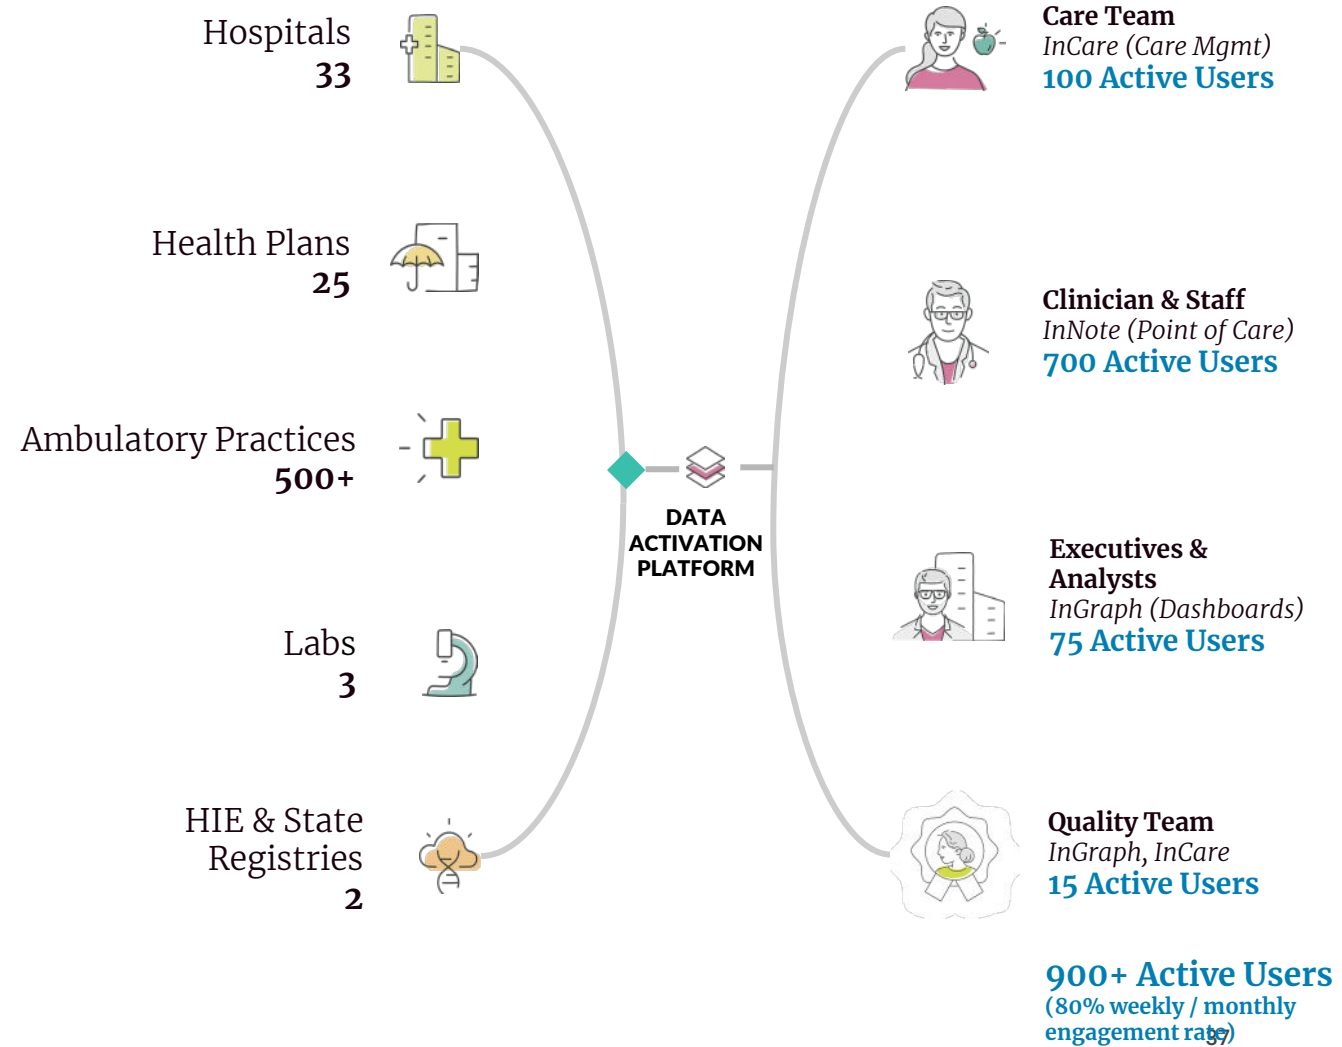 Hospitals
33
Health Plans
25
Ambulatory Practices
500+
Labs
3
HIE & State
Registries
2
DATA
ACTIVATION
PLATFORM
Care Team
InCare (Care Mgmt)
100 Active Users
Clinician & Staff
InNote (Point of Care)
700 Active Users
Executives &
Analysts
InGraph (Dashboards)
75 Active Users
Quality Team
InGraph, InCare
15 Active Users
900+ Active Users
(80% weekly / monthly
engagement rate)
37